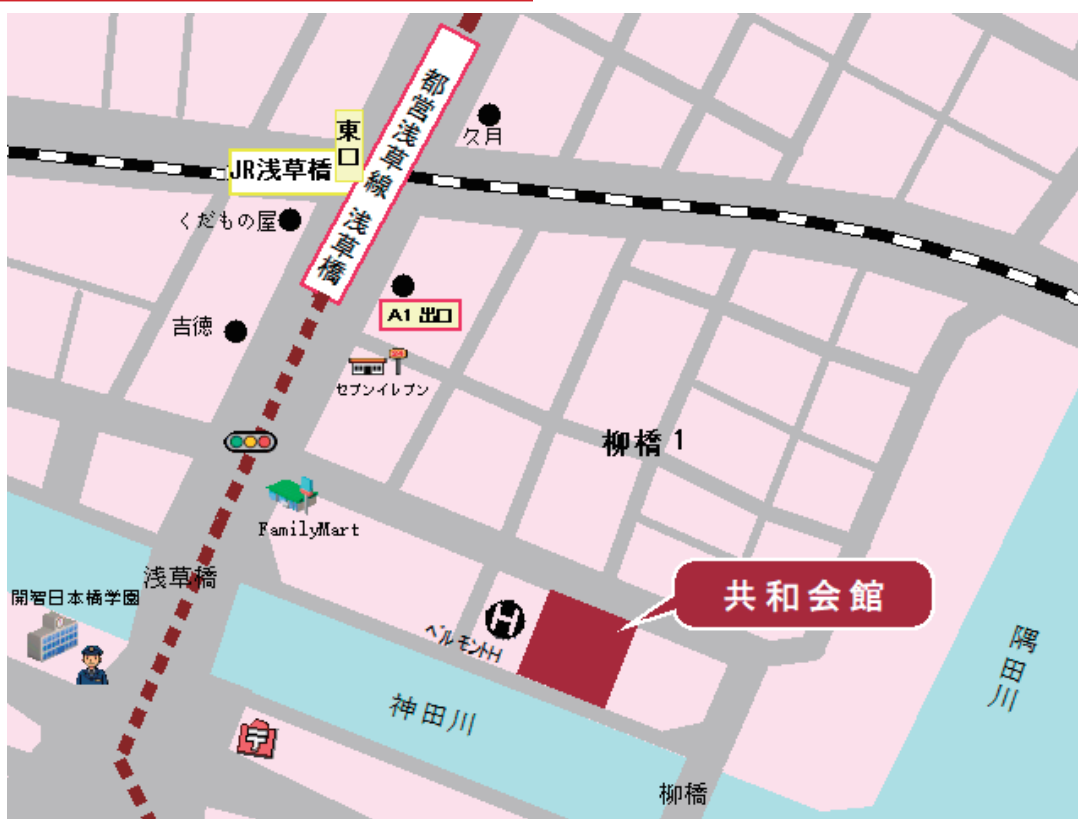 都営浅草線 浅草橋
久月
東口
JR浅草橋
くだもの屋
A1 出口
吉徳
セブンイレブン
柳橋 1
FamilyMart
浅草橋
開智日本橋学園
共和会館
ベルモントH
H
隅田川
神田川
〒
柳橋